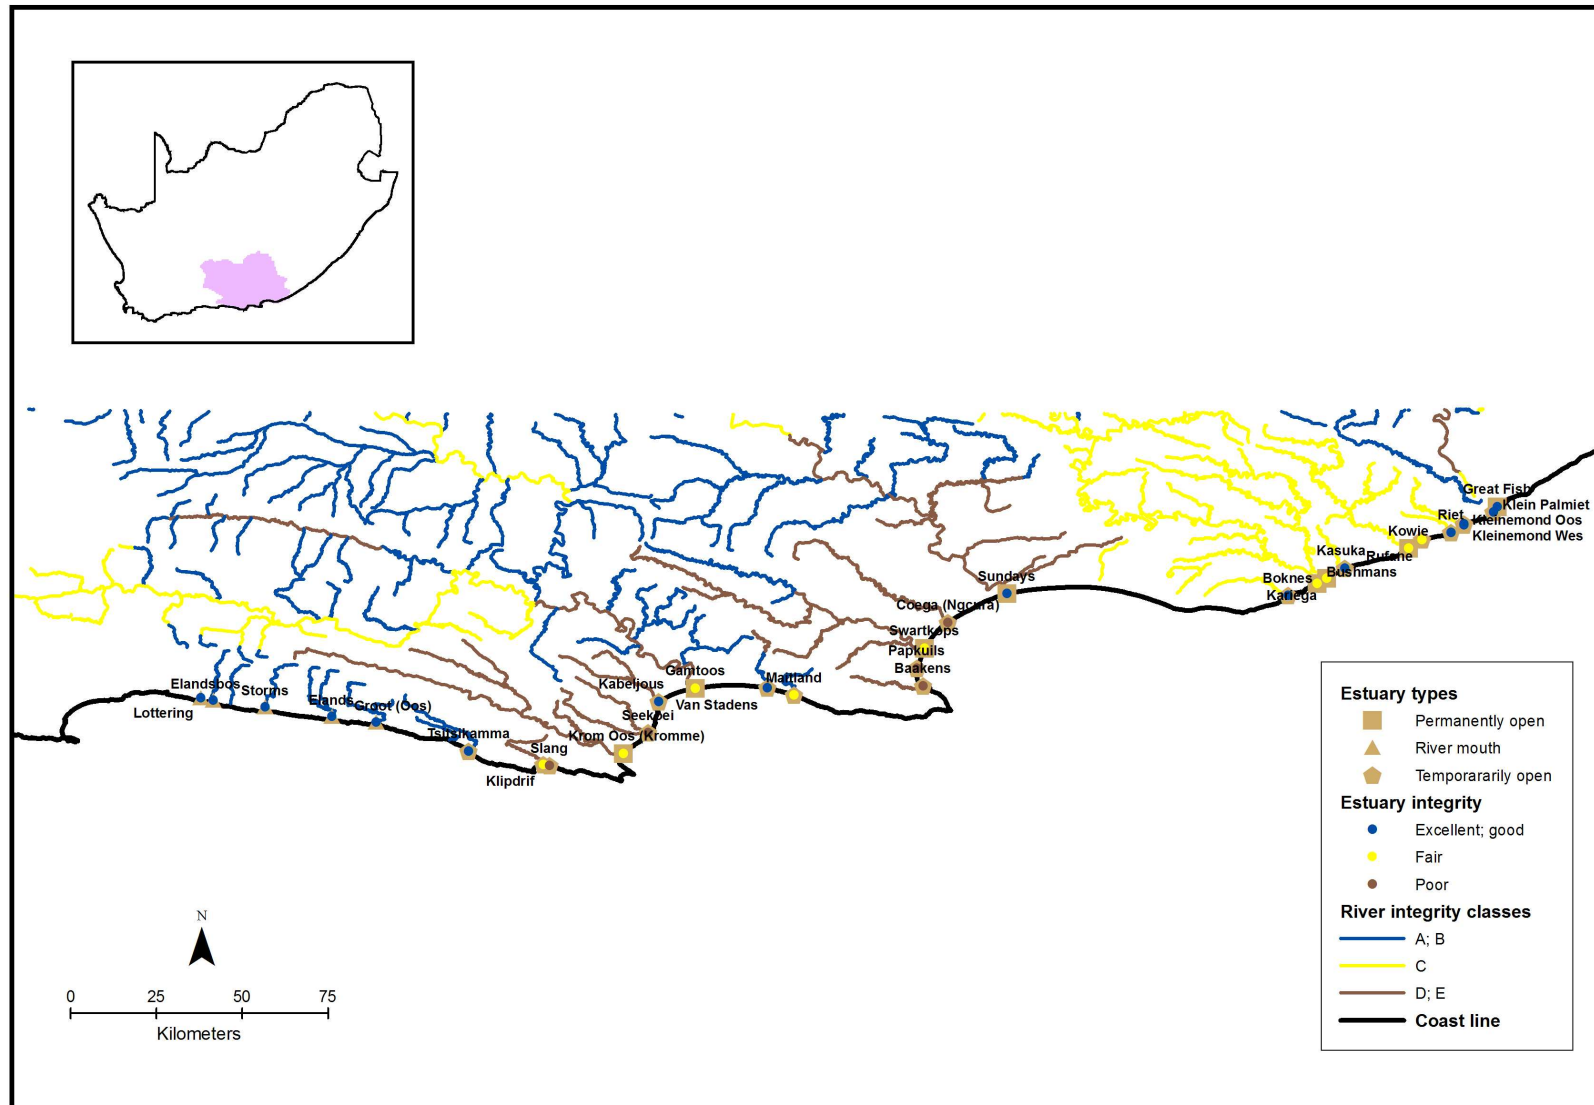 Great Fish
Klein Palmiet
Riet
Kleinemond Oos
Kowie
Kleinemond Wes
Kasuka
Rufane
Bushmans
Boknes
Kariega
Sundays
Coega (Ngcura)
Swartkops
Papkuils
Baakens
Gamtoos
Maitland
Kabeljous
Van Stadens
Seekoei
Krom Oos (Kromme)
Elandsbos
Storms
Lottering
Elands
Groot (Oos)
Tsitsikamma
Slang
Klipdrif
N
0 25 50 75
Kilometers
Estuary types
Permanently open
River mouth
Temporararily open
Estuary integrity
Excellent; good
Fair
Poor
River integrity classes
A; B
C
D; E
Coast line